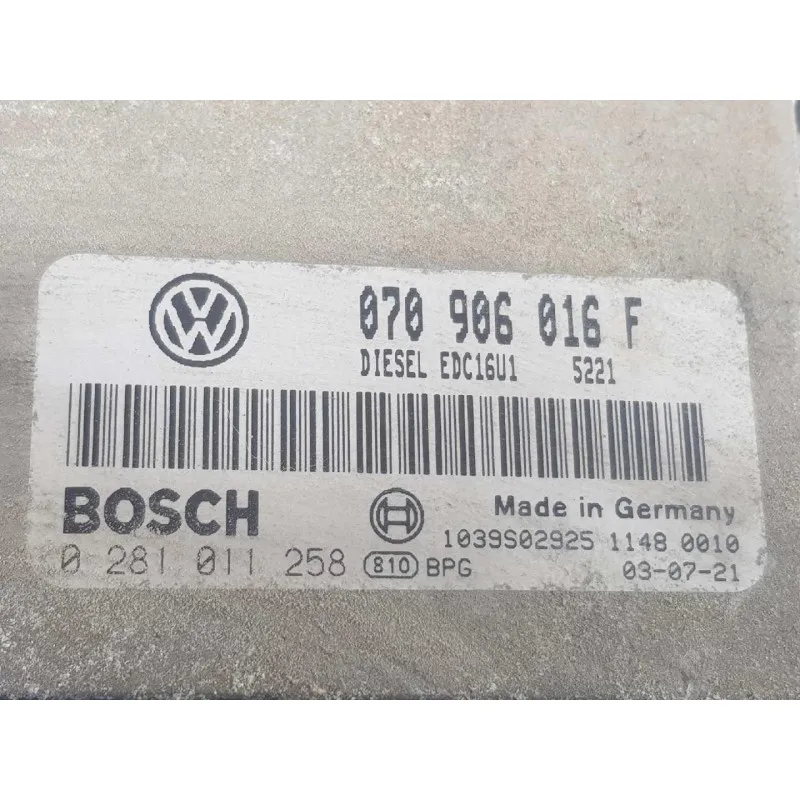 070 906 016 F
DIESEL EDC16U1 5221
BOSCH
Made in Germany
1039S02925 1148 0010
0 281 011 258 810 BPG 03-07-21